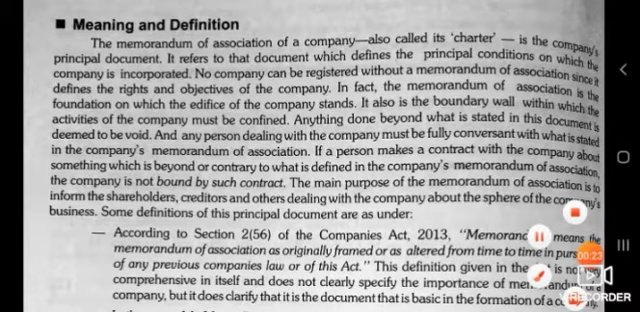 ■ Meaning and Definition
The memorandum of association of a company—also called its 'charter' — is the company's
principal document. It refers to that document which defines the principal conditions on which the
company is incorporated. No company can be registered without a memorandum of association since it
defines the rights and objectives of the company. In fact, the memorandum of association is the
foundation on which the edifice of the company stands. It also is the boundary wall within which the
activities of the company must be confined. Anything done beyond what is stated in this document is
deemed to be void. And any person dealing with the company must be fully conversant with what is stated
in the company's memorandum of association. If a person makes a contract with the company about
something which is beyond or contrary to what is defined in the company's memorandum of association,
the company is not bound by such contract. The main purpose of the memorandum of association is to
inform the shareholders, creditors and others dealing with the company about the sphere of the company's
business. Some definitions of this principal document are as under:
— According to Section 2(56) of the Companies Act, 2013, "Memoran means the
memorandum of association as originally framed or as altered from time to time in purs
00:23
of any previous companies law or of this Act." This definition given in the is not very
comprehensive in itself and does not clearly specify the importance of mem andum of a
company, but it does clarify that it is the document that is basic in the formation of a co
RECORDER